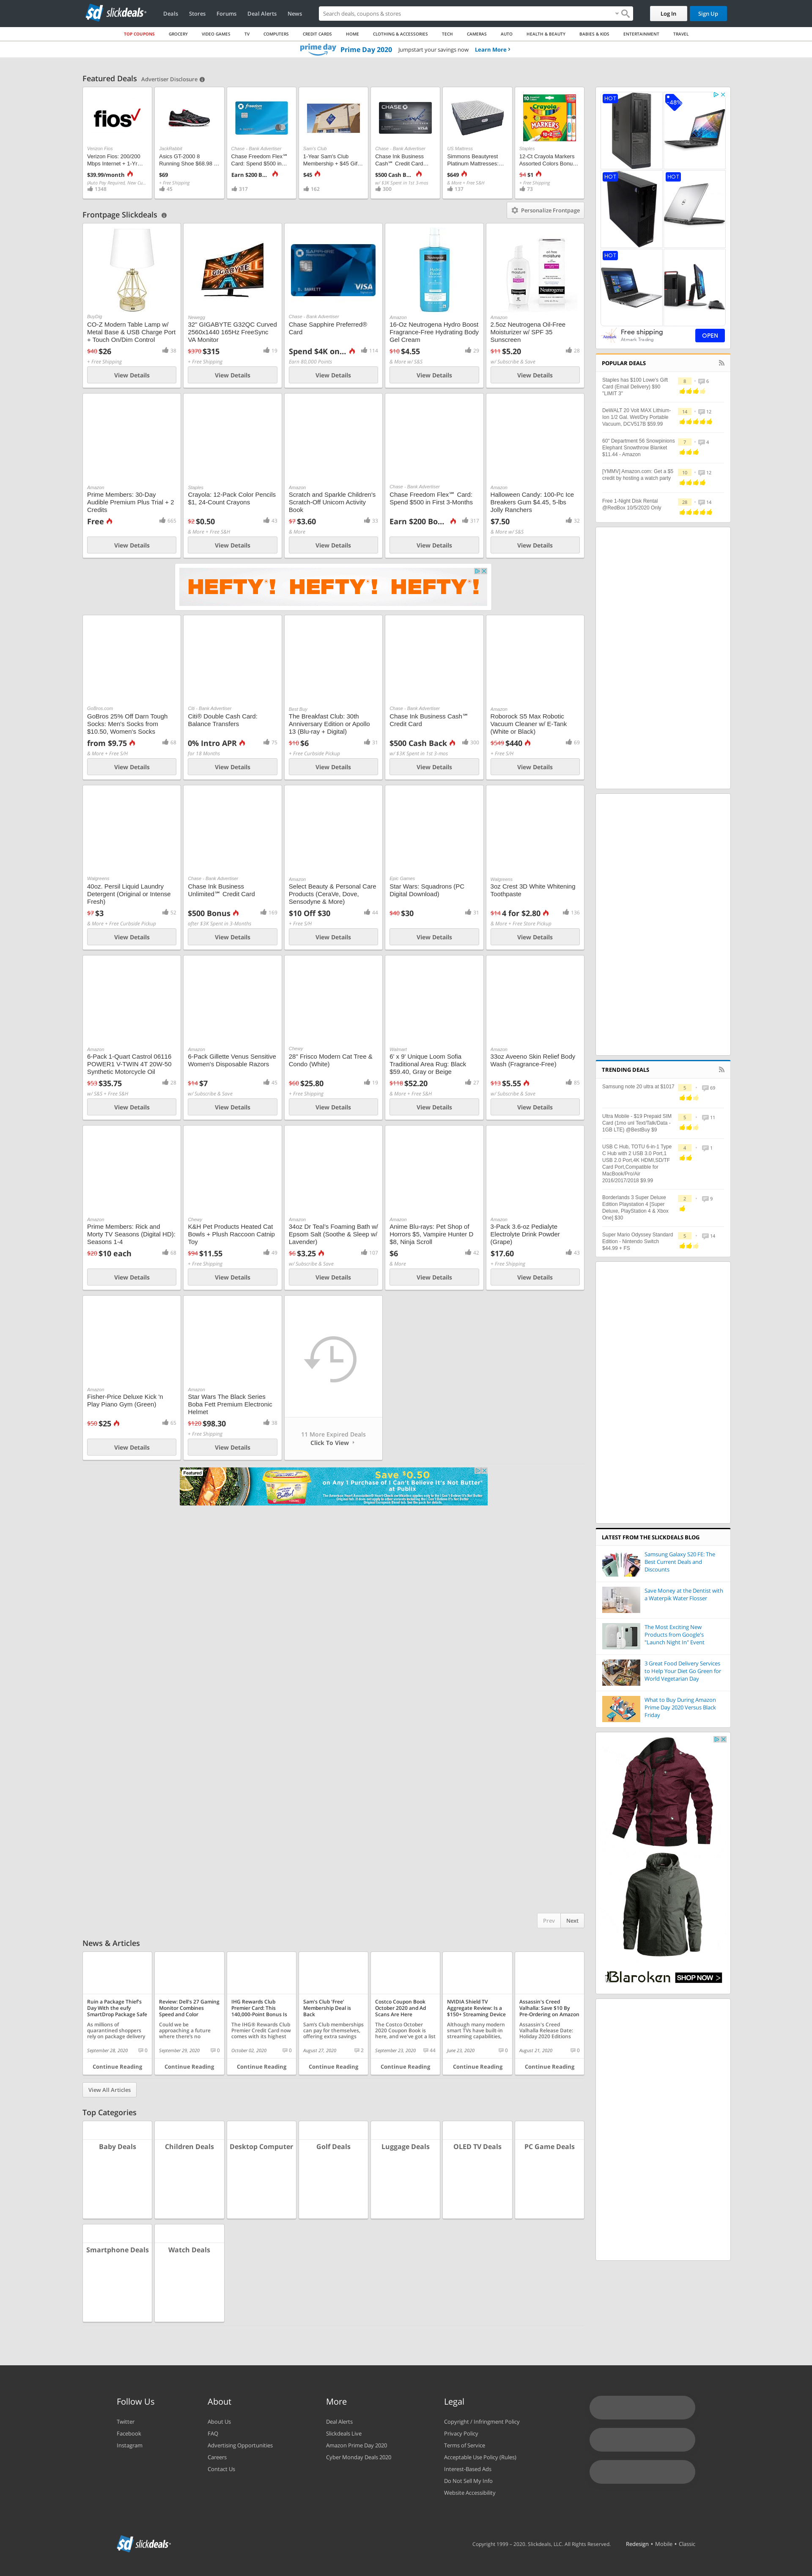 slickdeals
Deals Stores Forums Deal Alerts News
Search deals, coupons & stores
Log In
Sign Up
TOP COUPONS GROCERY VIDEO GAMES TV COMPUTERS CREDIT CARDS HOME CLOTHING & ACCESSORIES TECH CAMERAS AUTO HEALTH & BEAUTY BABIES & KIDS ENTERTAINMENT TRAVEL
prime day Prime Day 2020 Jumpstart your savings now Learn More
Featured Deals Advertiser Disclosure
Verizon Fios
Verizon Fios: 200/200
Mbps Internet + 1-Yr...
$39.99/month
1348
Asics GT-2000 8
Running Shoe $68.98 ...
$69
+ Free Shipping
45
Chase - Bank Advertiser
Chase Freedom Flex℠
Card: Spend $500 in...
Earn $200 B...
317
Sam's Club
1-Year Sam's Club
Membership + $45 Gif...
$45
162
Chase - Bank Advertiser
Chase Ink Business
Cash℠ Credit Card...
$500 Cash B...
w/ $3K Spent in 1st 3-mos
300
US Mattress
Simmons Beautyrest
Platinum Mattresses:...
$649
& More + Free S&H
137
Staples
12-Ct Crayola Markers
Assorted Colors Bonu...
$4 $1
+ Free Shipping
73
Frontpage Slickdeals
Personalize Frontpage
BuyDig
CO-Z Modern Table Lamp w/
Metal Base & USB Charge Port
+ Touch On/Dim Control
$40 $26
38
+ Free Shipping
View Details
Newegg
32" GIGABYTE G32QC Curved
2560x1440 165Hz FreeSync
VA Monitor
$370 $315
19
+ Free Shipping
View Details
Chase - Bank Advertiser
Chase Sapphire Preferred®
Card
Spend $4K on...
114
Earn 80,000 Points
View Details
Amazon
16-Oz Neutrogena Hydro Boost
Fragrance-Free Hydrating Body
Gel Cream
$10 $4.55
29
& More w/ S&S
View Details
Amazon
2.5oz Neutrogena Oil-Free
Moisturizer w/ SPF 35
Sunscreen
$11 $5.20
28
w/ Subscribe & Save
View Details
Amazon
Prime Members: 30-Day
Audible Premium Plus Trial + 2
Credits
Free
665
View Details
Staples
Crayola: 12-Pack Color Pencils
$1, 24-Count Crayons
$2 $0.50
43
& More + Free S&H
View Details
Amazon
Scratch and Sparkle Children's
Scratch-Off Unicorn Activity
Book
$7 $3.60
33
& More
View Details
Chase - Bank Advertiser
Chase Freedom Flex℠ Card:
Spend $500 in First 3-Months
Earn $200 Bo...
317
View Details
Amazon
Halloween Candy: 100-Pc Ice
Breakers Gum $4.45, 5-lbs
Jolly Ranchers
$7.50
32
& More w/ S&S
View Details
HEFTY! HEFTY! HEFTY!
GoBros.com
GoBros 25% Off Darn Tough
Socks: Men's Socks from
$10.50, Women's Socks
from $9.75
68
& More + Free S/H
View Details
Citi - Bank Advertiser
Citi® Double Cash Card:
Balance Transfers
0% Intro APR
75
for 18 Months
View Details
Best Buy
The Breakfast Club: 30th
Anniversary Edition or Apollo
13 (Blu-ray + Digital)
$10 $6
31
+ Free Curbside Pickup
View Details
Chase - Bank Advertiser
Chase Ink Business Cash℠
Credit Card
$500 Cash Back
300
w/ $3K Spent in 1st 3-mos
View Details
Amazon
Roborock S5 Max Robotic
Vacuum Cleaner w/ E-Tank
(White or Black)
$549 $440
69
+ Free S/H
View Details
Walgreens
40oz. Persil Liquid Laundry
Detergent (Original or Intense
Fresh)
$7 $3
52
& More + Free Curbside Pickup
View Details
Chase - Bank Advertiser
Chase Ink Business
Unlimited℠ Credit Card
$500 Bonus
169
after $3K Spent in 3-Months
View Details
Amazon
Select Beauty & Personal Care
Products (CeraVe, Dove,
Sensodyne & More)
$10 Off $30
44
+ Free S/H
View Details
Epic Games
Star Wars: Squadrons (PC
Digital Download)
$40 $30
31
View Details
Walgreens
3oz Crest 3D White Whitening
Toothpaste
$14 4 for $2.80
136
& More + Free Store Pickup
View Details
Amazon
6-Pack 1-Quart Castrol 06116
POWER1 V-TWIN 4T 20W-50
Synthetic Motorcycle Oil
$53 $35.75
28
w/ S&S + Free S&H
View Details
Amazon
6-Pack Gillette Venus Sensitive
Women's Disposable Razors
$14 $7
45
w/ Subscribe & Save
View Details
Chewy
28" Frisco Modern Cat Tree &
Condo (White)
$60 $25.80
79
+ Free Shipping
View Details
Walmart
6' x 9' Unique Loom Sofia
Traditional Area Rug: Black
$59.40, Gray or Beige
$118 $52.20
27
& More + Free S&H
View Details
Amazon
33oz Aveeno Skin Relief Body
Wash (Fragrance-Free)
$13 $5.55
85
w/ Subscribe & Save
View Details
Amazon
Prime Members: Rick and
Morty TV Seasons (Digital HD):
Seasons 1-4
$20 $10 each
68
View Details
Chewy
K&H Pet Products Heated Cat
Bowls + Plush Raccoon Catnip
Toy
$94 $11.55
49
+ Free Shipping
View Details
Amazon
34oz Dr Teal's Foaming Bath w/
Epsom Salt (Soothe & Sleep w/
Lavender)
$6 $3.25
107
w/ Subscribe & Save
View Details
Amazon
Anime Blu-rays: Pet Shop of
Horrors $5, Vampire Hunter D
$8, Ninja Scroll
$6
42
& More
View Details
Amazon
3-Pack 3.6-oz Pedialyte
Electrolyte Drink Powder
(Grape)
$17.60
43
+ Free Shipping
View Details
Amazon
Fisher-Price Deluxe Kick 'n
Play Piano Gym (Green)
$50 $25
65
View Details
Amazon
Star Wars The Black Series
Boba Fett Premium Electronic
Helmet
$120 $98.30
38
+ Free Shipping
View Details
11 More Expired Deals
Click To View
Featured
Save $0.50
on Any 1 Purchase of I Can't Believe It's Not Butter"
at Publix
Prev Next
HOT
-48%
HOT
HOT
HOT
Free shipping
OPEN
POPULAR DEALS
Staples has $100 Lowe's Gift
Card (Email Delivery) $90
"LIMIT 3"
8 6
DeWALT 20 Volt MAX Lithium-
Ion 1/2 Gal. Wet/Dry Portable
Vacuum, DCV517B $59.99
14 12
60" Department 56 Snowpinions
Elephant Snowthrow Blanket
$11.44 - Amazon
7 4
[YMMV] Amazon.com: Get a $5
credit by hosting a watch party
10 12
Free 1-Night Disk Rental
@RedBox 10/5/2020 Only
28 14
TRENDING DEALS
Samsung note 20 ultra at $1017
5 89
Ultra Mobile - $19 Prepaid SIM
Card (1mo unl Text/Talk/Data -
1GB LTE) @BestBuy $9
5 11
USB C Hub, TOTU 6-in-1 Type
C Hub with 2 USB 3.0 Port,1
USB 2.0 Port,4K HDMI,SD/TF
Card Port,Compatible for
MacBook/Pro/Air
2016/2017/2018 $9.99
4 1
Borderlands 3 Super Deluxe
Edition Playstation 4 [Super
Deluxe, PlayStation 4 & Xbox
One] $30
2 9
Super Mario Odyssey Standard
Edition - Nintendo Switch
$44.99 + FS
5 14
LATEST FROM THE SLICKDEALS BLOG
Samsung Galaxy S20 FE: The
Best Current Deals and
Discounts
Save Money at the Dentist with
a Waterpik Water Flosser
The Most Exciting New
Products from Google's
"Launch Night In" Event
3 Great Food Delivery Services
to Help Your Diet Go Green for
World Vegetarian Day
What to Buy During Amazon
Prime Day 2020 Versus Black
Friday
Blaroken
SHOP NOW >
News & Articles
Ruin a Package Thief's
Day With the eufy
SmartDrop Package Safe
As millions of
quarantined shoppers
rely on package delivery
September 28, 2020 0
Continue Reading
Review: Dell's 27 Gaming
Monitor Combines
Speed and Color
Could we be
approaching a future
where there's no
September 29, 2020 0
Continue Reading
IHG Rewards Club
Premier Card: This
140,000-Point Bonus Is
The IHG® Rewards Club
Premier Credit Card now
comes with its highest
October 02, 2020 0
Continue Reading
Sam's Club 'Free'
Membership Deal is
Back
Sam's Club memberships
can pay for themselves,
offering extra savings
August 27, 2020 2
Continue Reading
Costco Coupon Book
October 2020 and Ad
Scans Are Here
The Costco October
2020 Coupon Book is
here, and we've got a list
September 23, 2020 44
Continue Reading
NVIDIA Shield TV
Aggregate Review: Is a
$150+ Streaming Device
Although many modern
smart TVs have built-in
streaming capabilities,
June 23, 2020 0
Continue Reading
Assassin's Creed
Valhalla: Save $10 By
Pre-Ordering on Amazon
Assassin's Creed
Valhalla Release Date:
Holiday 2020 Editions
August 21, 2020 0
Continue Reading
View All Articles
Top Categories
Baby Deals
Children Deals
Desktop Computer
Golf Deals
Luggage Deals
OLED TV Deals
PC Game Deals
Smartphone Deals
Watch Deals
Follow Us
Twitter
Facebook
Instagram
About
About Us
FAQ
Advertising Opportunities
Careers
Contact Us
More
Deal Alerts
Slickdeals Live
Amazon Prime Day 2020
Cyber Monday Deals 2020
Legal
Copyright / Infringment Policy
Privacy Policy
Terms of Service
Acceptable Use Policy (Rules)
Interest-Based Ads
Do Not Sell My Info
Website Accessibility
slickdeals
Copyright 1999 – 2020. Slickdeals, LLC. All Rights Reserved. Redesign • Mobile • Classic